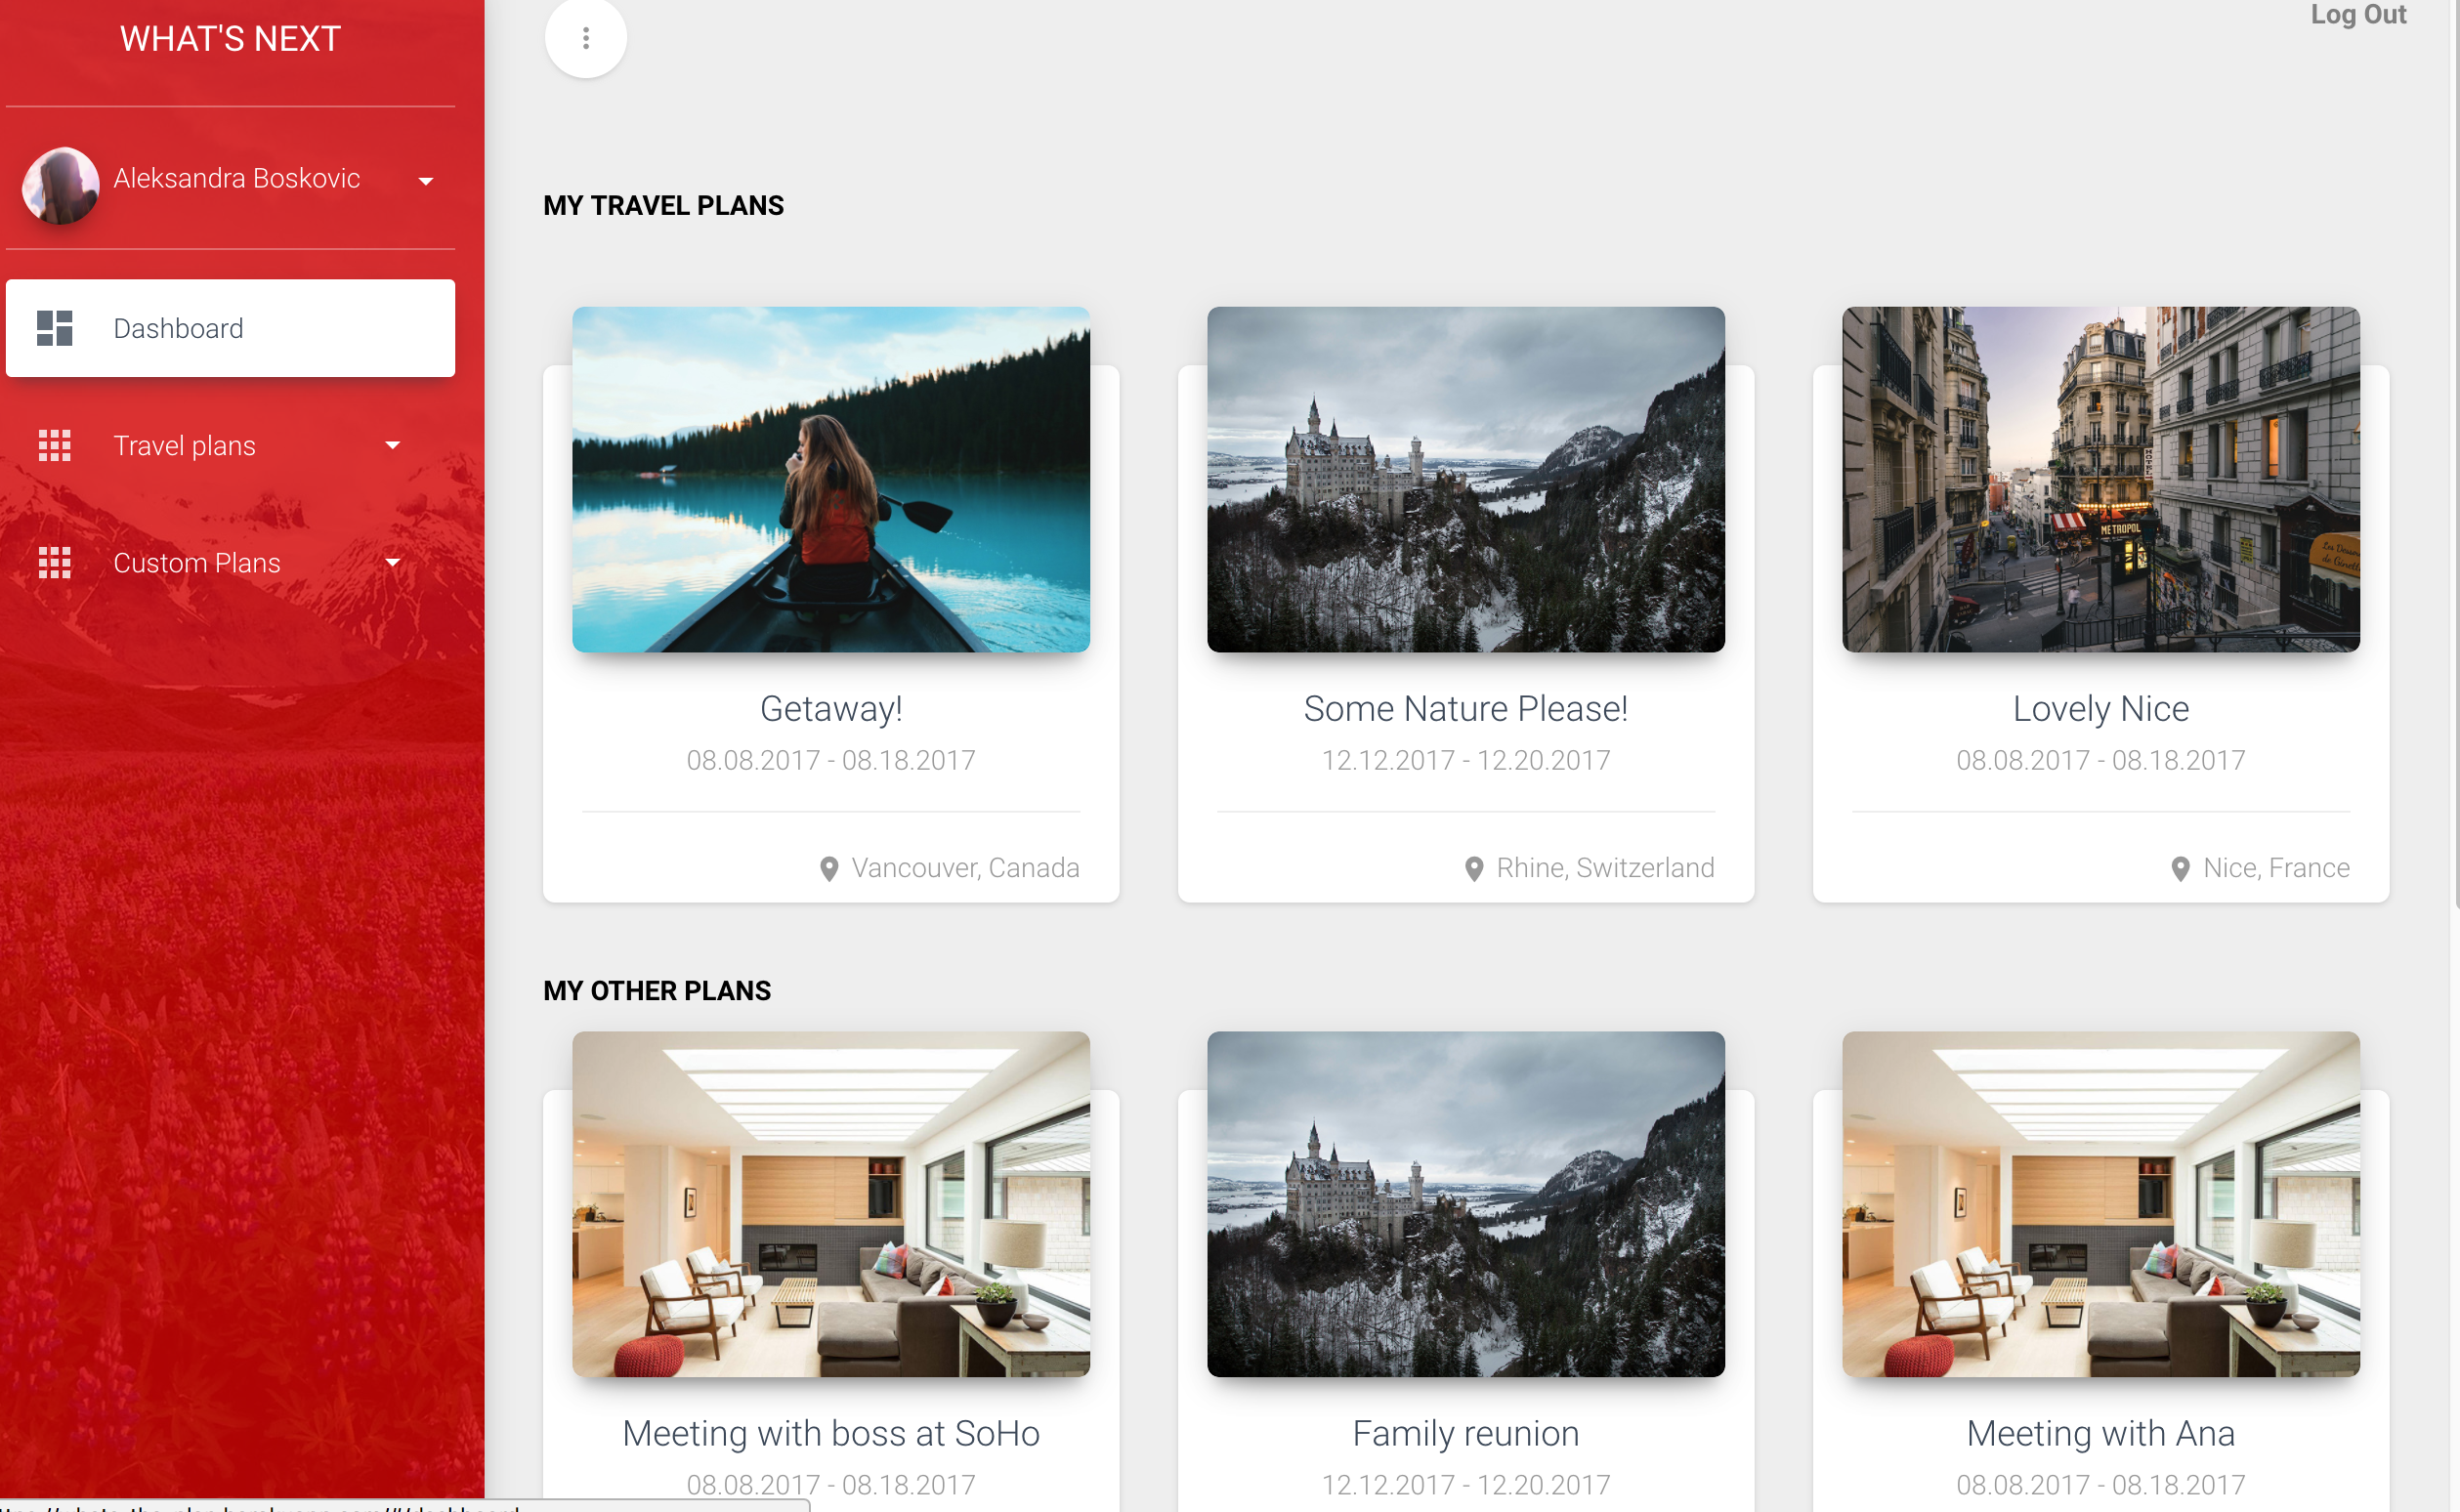 WHAT'S NEXT
Aleksandra Boskovic
Dashboard
Travel plans
Custom Plans
Log Out
MY TRAVEL PLANS
METROPOL
HOTEL
Getaway!
08.08.2017 - 08.18.2017
Vancouver, Canada
Some Nature Please!
12.12.2017 - 12.20.2017
Rhine, Switzerland
Lovely Nice
08.08.2017 - 08.18.2017
Nice, France
MY OTHER PLANS
Meeting with boss at SoHo
08.08.2017 - 08.18.2017
Family reunion
12.12.2017 - 12.20.2017
Meeting with Ana
08.08.2017 - 08.18.2017